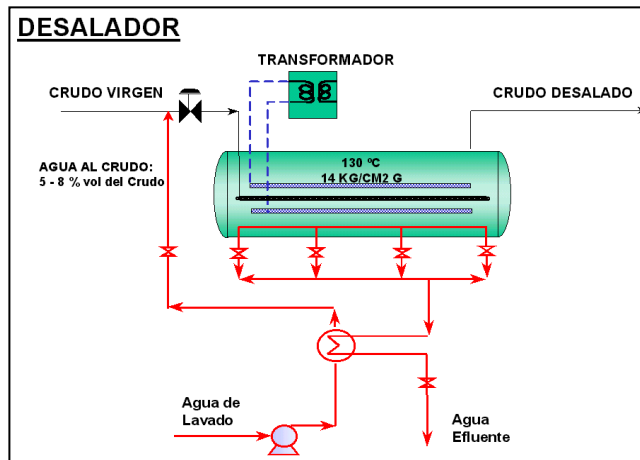 DESALADOR
TRANSFORMADOR
CRUDO VIRGEN
CRUDO DESALADO
AGUA AL CRUDO:
5 - 8 % vol del Crudo
130 ºC
14 KG/CM2 G
Agua de
Lavado
Agua
Efluente